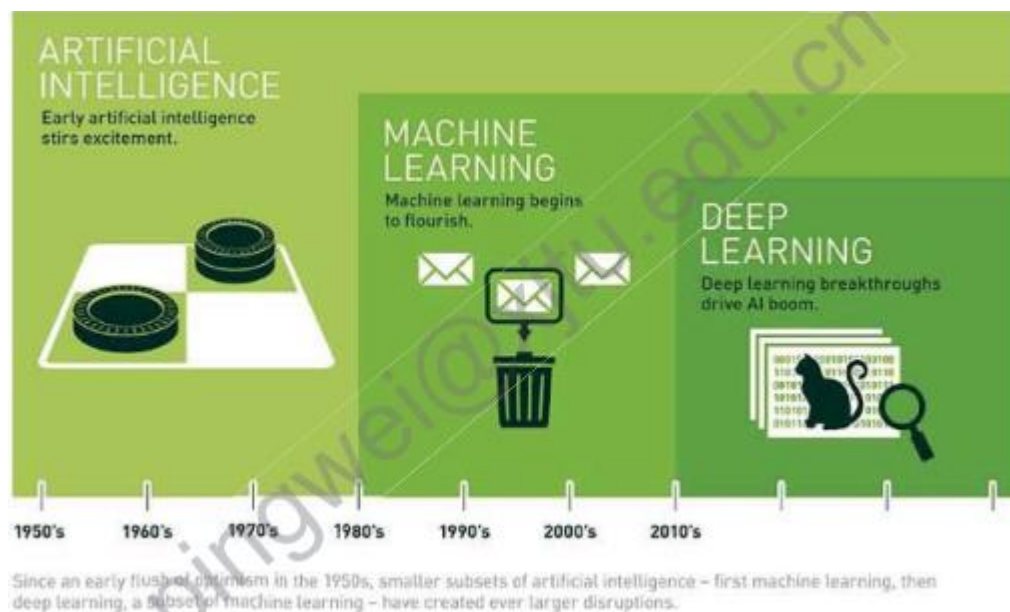 ARTIFICIAL
INTELLIGENCE
Early artificial intelligence
stirs excitement.
MACHINE
LEARNING
Machine learning begins
to flourish.
DEEP
LEARNING
Deep learning breakthroughs
drive AI boom.
1950's 1960's 1970's 1980's 1990's 2000's 2010's
Since an early flush of optimism in the 1950s, smaller subsets of artificial intelligence – first machine learning, then
deep learning, a subset of machine learning – have created ever larger disruptions.